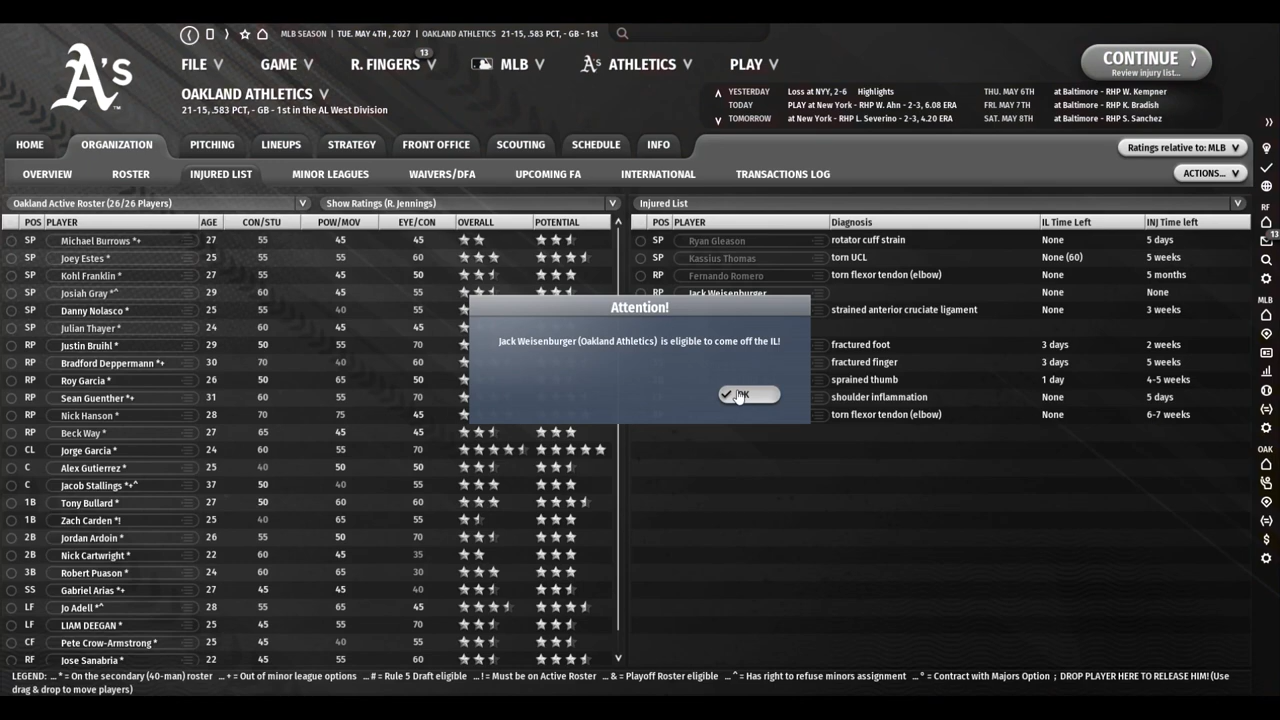 MLB SEASON | TUE. MAY 4TH , 2027 | OAKLAND ATHLETICS 21-15, .583 PCT, - GB - 1st
A's
FILE GAME R. FINGERS 13 MLB A's ATHLETICS PLAY
CONTINUE
Review injury list...
OAKLAND ATHLETICS
21-15, .583 PCT, - GB - 1st in the AL West Division
YESTERDAY Loss at NYY, 2-6 Highlights THU. MAY 6TH at Baltimore - RHP W. Kempner
TODAY PLAY at New York - RHP W. Ahn - 2-3, 6.08 ERA FRI. MAY 7TH at Baltimore - RHP K. Bradish
TOMORROW at New York - RHP L. Severino - 2-3, 4.20 ERA SAT. MAY 8TH at Baltimore - RHP S. Sanchez
HOME ORGANIZATION PITCHING LINEUPS STRATEGY FRONT OFFICE SCOUTING SCHEDULE INFO Ratings relative to: MLB
OVERVIEW ROSTER INJURED LIST MINOR LEAGUES WAIVERS/DFA UPCOMING FA INTERNATIONAL TRANSACTIONS LOG ACTIONS...
Oakland Active Roster (26/26 Players) Show Ratings (R. Jennings)
POS PLAYER AGE CON/STU POW/MOV EYE/CON OVERALL POTENTIAL
SP Michael Burrows *+ 27 55 45 45
SP Joey Estes * 25 55 55 60
SP Kohl Franklin * 27 65 45 50
SP Josiah Gray *^ 29 60 45 55
SP Danny Nolasco * 25 55 40 55
SP Julian Thayer * 24 60 45 45
RP Justin Bruihl * 29 50 55 70
RP Bradford Deppermann *+ 30 70 40 60
RP Roy Garcia * 26 50 65 50
RP Sean Guenther *+ 31 60 55 70
RP Nick Hanson * 28 70 75 45
RP Beck Way * 27 65 45 40
CL Jorge Garcia * 24 60 55 70
C Alex Gutierrez * 25 40 50 50
C Jacob Stallings *+^ 37 50 40 55
1B Tony Bullard * 27 50 60 60
1B Zach Carden *! 25 40 65 55
2B Jordan Ardoin * 26 55 50 70
2B Nick Cartwright * 22 60 45 35
3B Robert Puason * 24 60 65 30
SS Gabriel Arias *+ 27 45 45 40
LF Jo Adell *^ 28 55 65 45
LF LIAM DEEGAN * 25 45 55 70
CF Pete Crow-Armstrong * 25 45 40 55
RF Jose Sanabria * 22 45 55 60
Injured List
POS PLAYER Diagnosis IL Time Left INJ Time left
SP Ryan Gleason rotator cuff strain None 5 days
SP Kassius Thomas torn UCL None (60) 5 weeks
RP Fernando Romero torn flexor tendon (elbow) None 5 months
RP Jack Weisenburger None None
strained anterior cruciate ligament None 3 weeks
fractured foot 3 days 2 weeks
fractured finger 3 days 5 weeks
sprained thumb 1 day 4-5 weeks
shoulder inflammation None 5 days
torn flexor tendon (elbow) None 6-7 weeks
Attention!
Jack Weisenburger (Oakland Athletics) is eligible to come off the IL!
OK
RF
13
MLB
OAK
LEGEND: ... * = On the secondary (40-man) roster ... + = Out of minor league options ... # = Rule 5 Draft eligible ... ! = Must be on Active Roster ... & = Playoff Roster eligible ... ^ = Has right to refuse minors assignment ... ° = Contract with Majors Option ; DROP PLAYER HERE TO RELEASE HIM! (Use
drag & drop to move players)